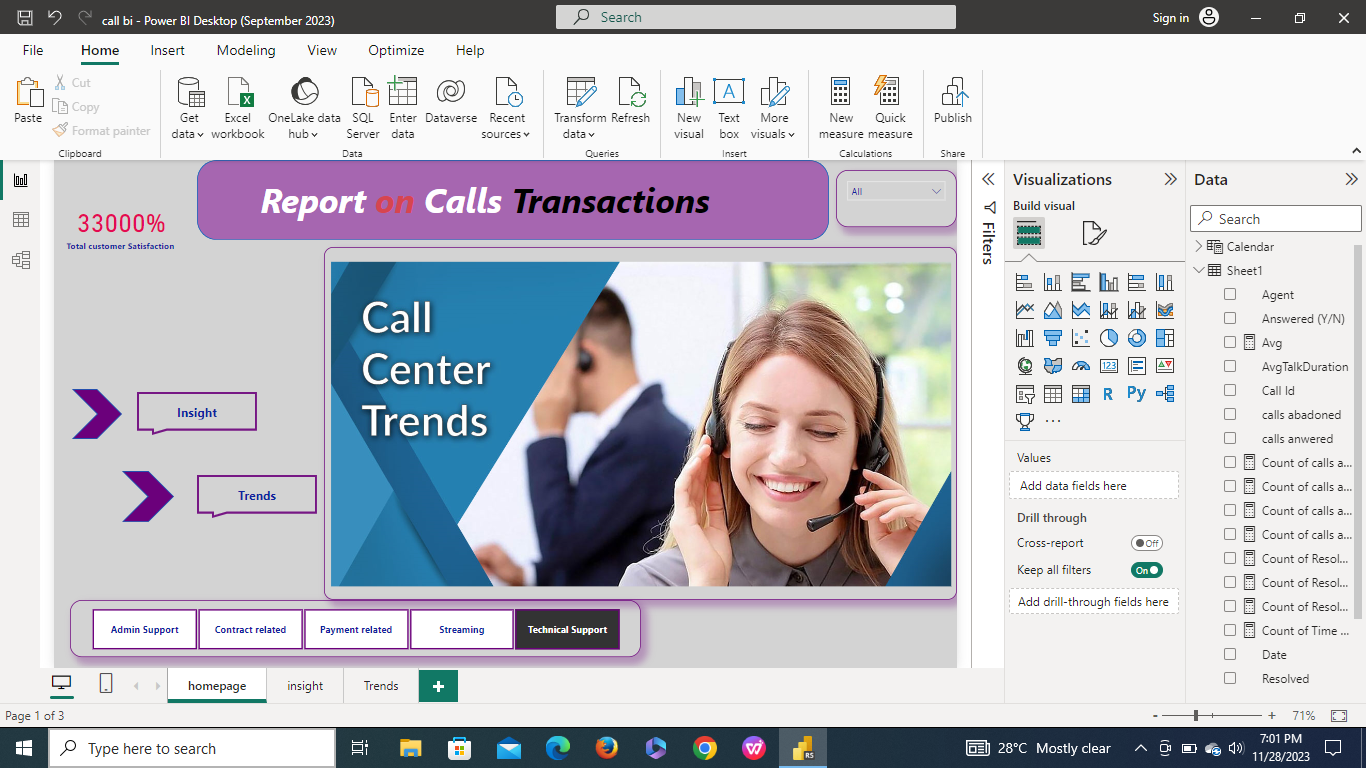 call bi - Power BI Desktop (September 2023)
Search
Sign in
File
Home
Insert
Modeling
View
Optimize
Help
Paste
Cut
Copy
Format painter
Clipboard
Get data
Excel workbook
OneLake data hub
SQL Server
Enter data
Dataverse
Recent sources
Data
Transform data
Refresh
Queries
New visual
Text box
More visuals
Insert
New measure
Quick measure
Calculations
Publish
Share
33000%
Total customer Satisfaction
Report on Calls Transactions
All
Call
Center
Trends
Insight
Trends
Admin Support
Contract related
Payment related
Streaming
Technical Support
Filters
Visualizations
Build visual
123
R
Py
...
Values
Add data fields here
Drill through
Cross-report
Off
Keep all filters
On
Add drill-through fields here
Data
Search
Calendar
Sheet1
Agent
Answered (Y/N)
Avg
AvgTalkDuration
Call Id
calls abadoned
calls anwered
Count of calls a...
Count of calls a...
Count of calls a...
Count of calls a...
Count of Resol...
Count of Resol...
Count of Resol...
Count of Time ...
Date
Resolved
homepage
insight
Trends
Page 1 of 3
- + 71%
Type here to search
RS
28°C Mostly clear
7:01 PM
11/28/2023